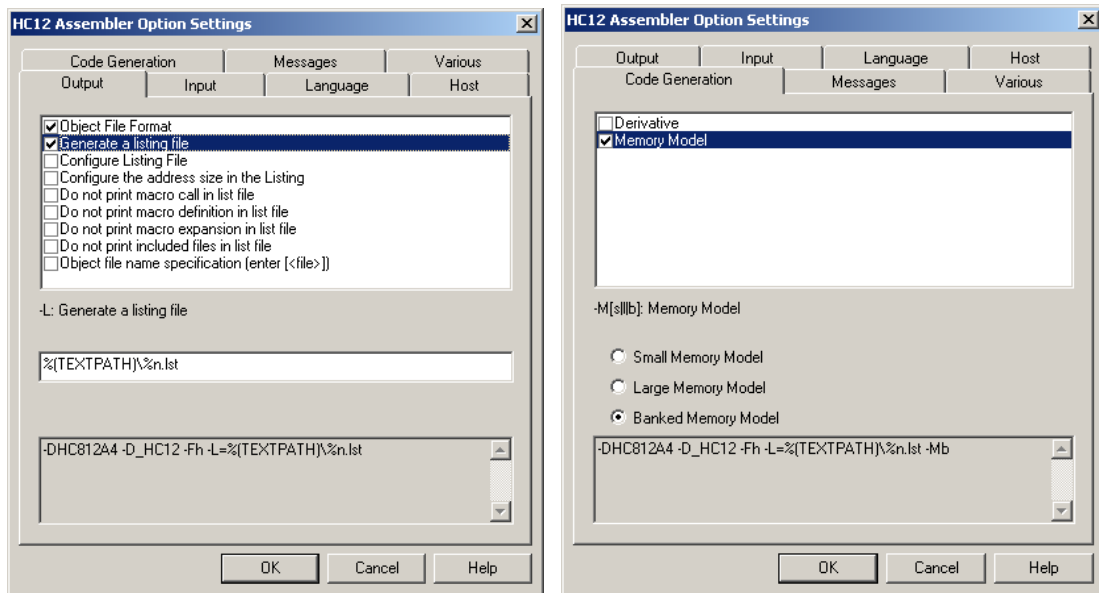 HC12 Assembler Option Settings
Code Generation
Messages
Various
Output
Input
Language
Host
Object File Format
Generate a listing file
Configure Listing File
Configure the address size in the Listing
Do not print macro call in list file
Do not print macro definition in list file
Do not print macro expansion in list file
Do not print included files in list file
Object file name specification (enter [<file>])
-L: Generate a listing file
%(TEXTPATH)\%n.lst
-DHC812A4 -D_HC12 -Fh -L=%(TEXTPATH)\%n.lst
OK
Cancel
Help
HC12 Assembler Option Settings
Output
Input
Language
Host
Code Generation
Messages
Various
Derivative
Memory Model
-M[s|l|b]: Memory Model
Small Memory Model
Large Memory Model
Banked Memory Model
-DHC812A4 -D_HC12 -Fh -L=%(TEXTPATH)\%n.lst -Mb
OK
Cancel
Help